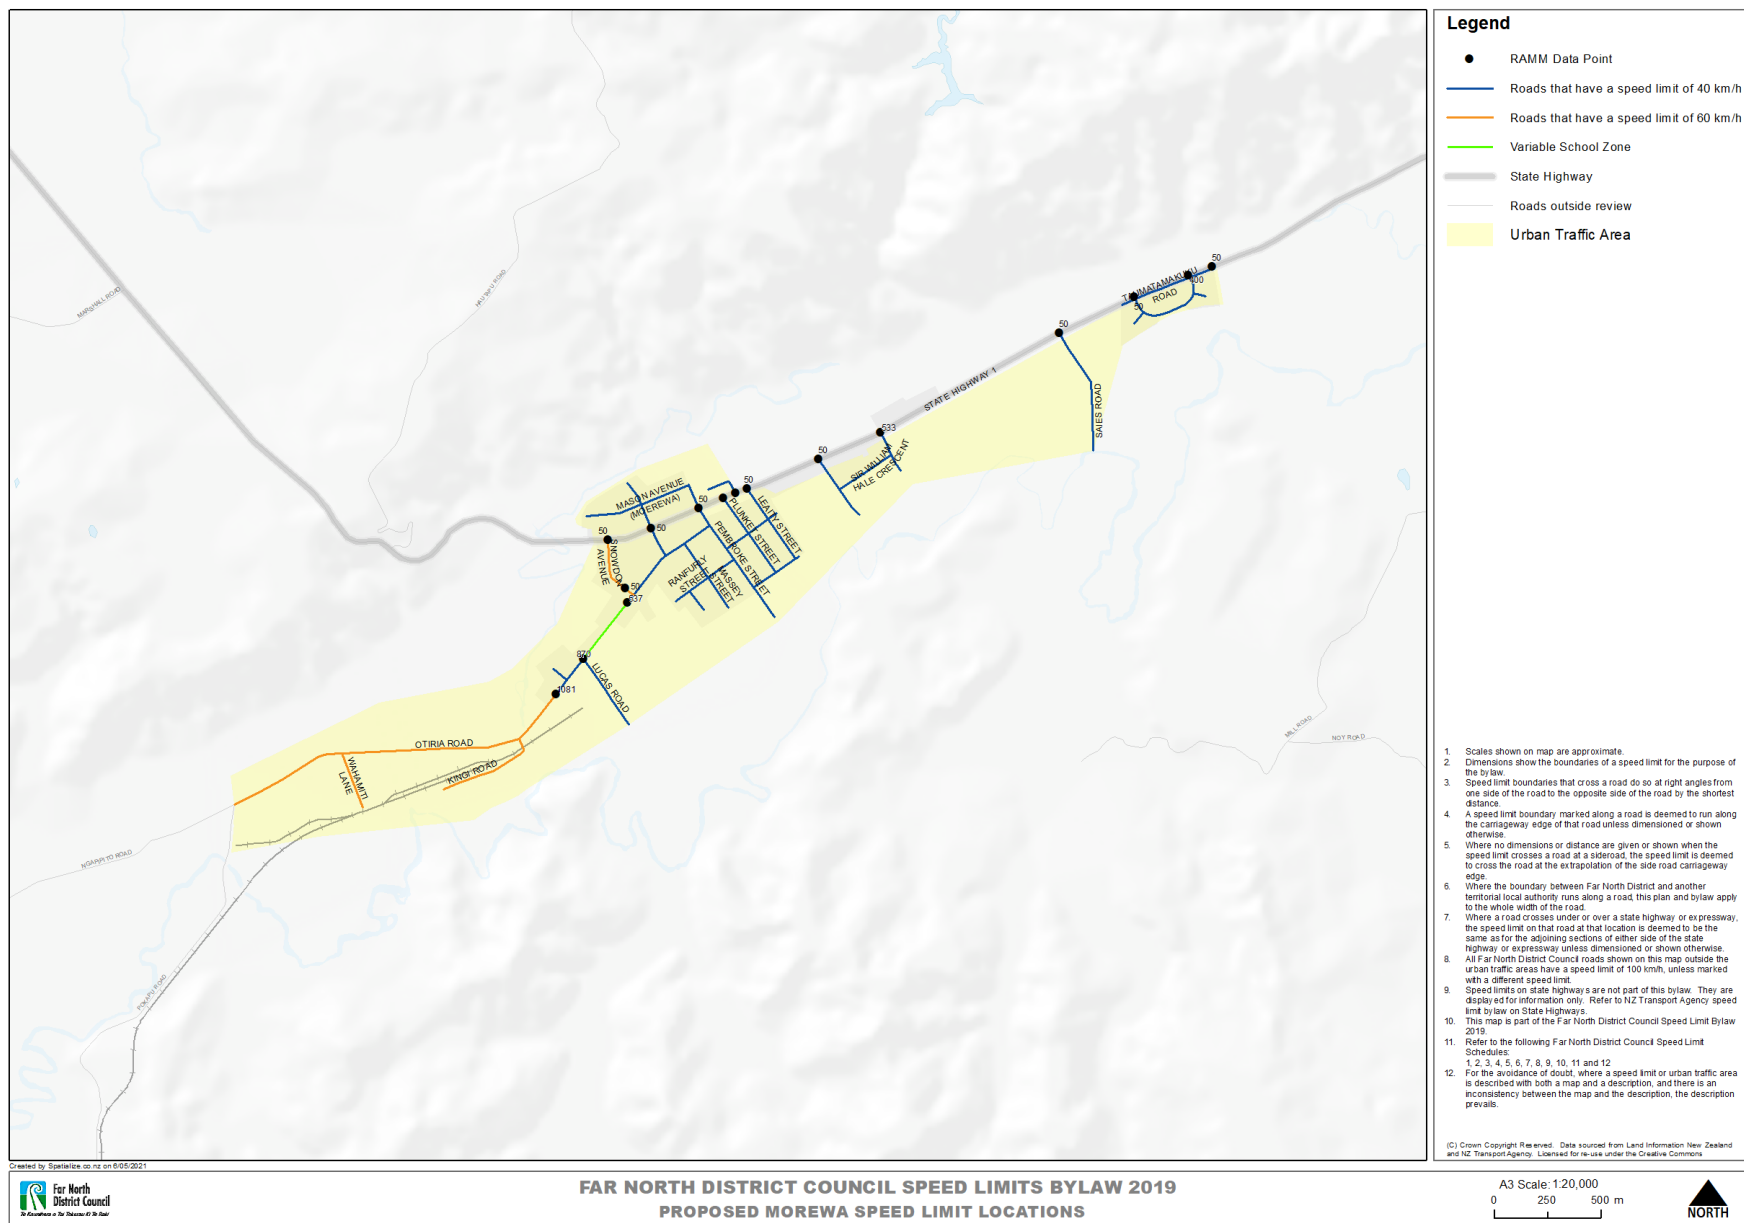 Legend
RAMM Data Point
Roads that have a speed limit of 40 km/h
Roads that have a speed limit of 60 km/h
Variable School Zone
State Highway
Roads outside review
Urban Traffic Area
MARSHALL ROAD
STATE HIGHWAY 1
50
TAUMATAMAKUKU
ROAD
400
50
50
SAIES ROAD
533
SIR WILLIAM
HALE CRESCENT
50
50
50
MASON AVENUE
(MOEREWA)
50
50
SNOWDON
AVENUE
50
837
LEAITY STREET
PLUNKET STREET
PEMBROKE STREET
MASSEY
STREET
RANFURLY
STREET
870
LUCAS ROAD
1081
OTIRIA ROAD
WAHAMITI
LANE
KINGI ROAD
NGAPIPITO ROAD
POKAPU ROAD
MILL ROAD
NOY ROAD
1. Scales shown on map are approximate.
2. Dimensions show the boundaries of a speed limit for the purpose of
the bylaw.
3. Speed limit boundaries that cross a road do so at right angles from
one side of the road to the opposite side of the road by the shortest
distance.
4. A speed limit boundary marked along a road is deemed to run along
the carriageway edge of that road unless dimensioned or shown
otherwise.
5. Where no dimensions or distance are given or shown when the
speed limit crosses a road at a sideroad, the speed limit is deemed
to cross the road at the extrapolation of the side road carriageway
edge.
6. Where the boundary between Far North District and another
territorial local authority runs along a road, this plan and bylaw apply
to the whole width of the road.
7. Where a road crosses under or over a state highway or expressway,
the speed limit on that road at that location is deemed to be the
same as for the adjoining sections of either side of the state
highway or expressway unless dimensioned or shown otherwise.
8. All Far North District Council roads shown on this map outside the
urban traffic areas have a speed limit of 100 km/h, unless marked
with a different speed limit.
9. Speed limits on state highways are not part of this bylaw. They are
displayed for information only. Refer to NZ Transport Agency speed
limit bylaw on State Highways.
10. This map is part of the Far North District Council Speed Limit Bylaw
2019.
11. Refer to the following Far North District Council Speed Limit
Schedules:
1, 2, 3, 4, 5, 6, 7, 8, 9, 10, 11 and 12
12. For the avoidance of doubt, where a speed limit or urban traffic area
is described with both a map and a description, and there is an
inconsistency between the map and the description, the description
prevails.
(C) Crown Copyright Reserved. Data sourced from Land Information New Zealand
and NZ Transport Agency. Licensed for re-use under the Creative Commons
Created by Spatialize.co.nz on 6/05/2021
Far North
District Council
FAR NORTH DISTRICT COUNCIL SPEED LIMITS BYLAW 2019
PROPOSED MOREWA SPEED LIMIT LOCATIONS
A3 Scale: 1:20,000
0 250 500 m
NORTH